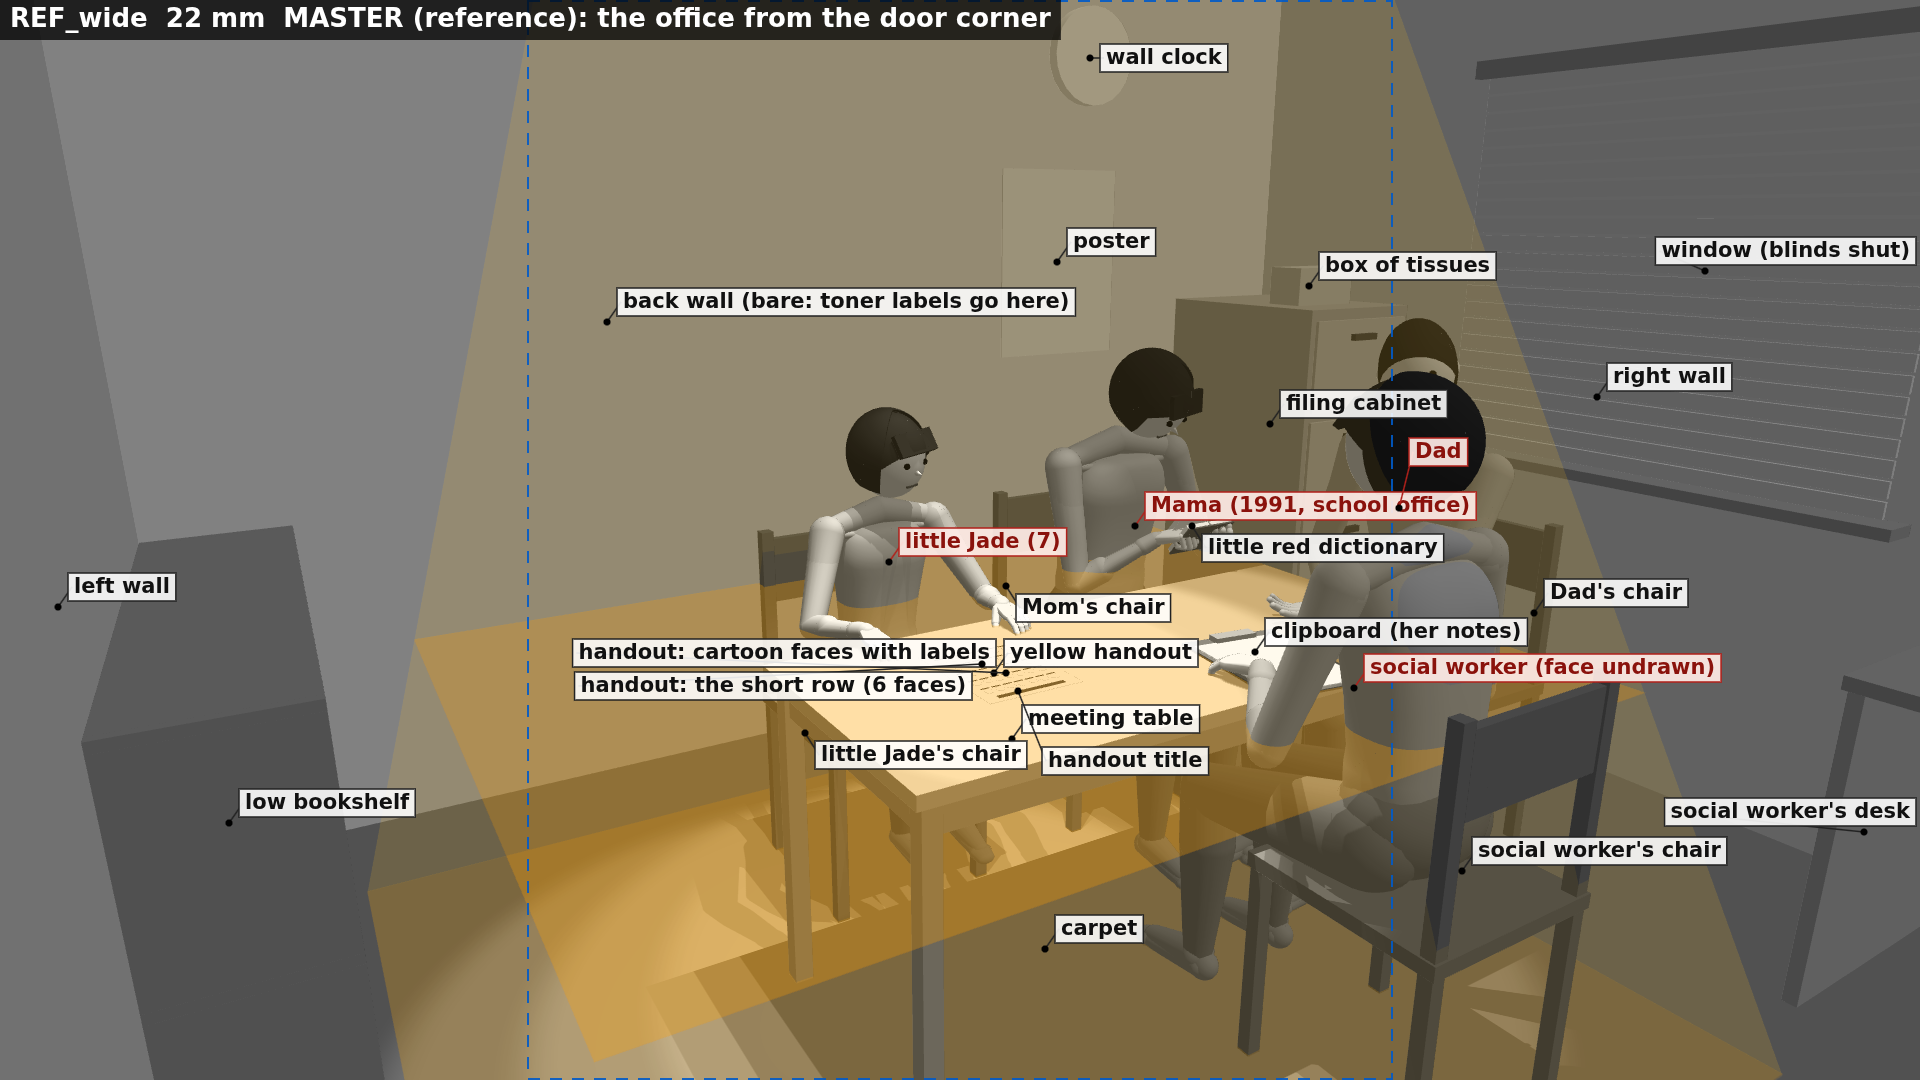 REF_wide 22 mm MASTER (reference): the office from the door corner
wall clock
poster
window (blinds shut)
box of tissues
back wall (bare: toner labels go here)
right wall
filing cabinet
Dad
Mama (1991, school office)
little Jade (7)
little red dictionary
left wall
Dad's chair
Mom's chair
clipboard (her notes)
handout: cartoon faces with labels
yellow handout
social worker (face undrawn)
handout: the short row (6 faces)
meeting table
little Jade's chair
handout title
low bookshelf
social worker's desk
social worker's chair
carpet